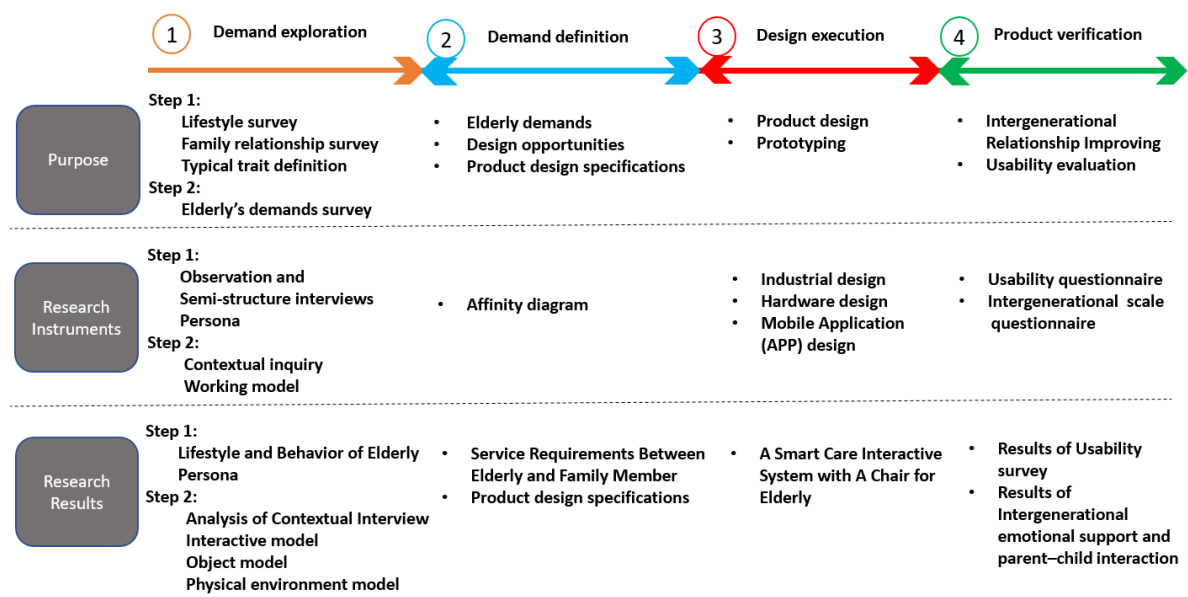 1
Demand exploration
2
Demand definition
3
Design execution
4
Product verification
Purpose
Step 1:
Lifestyle survey
Family relationship survey
Typical trait definition
Step 2:
Elderly's demands survey
• Elderly demands
• Design opportunities
• Product design specifications
• Product design
• Prototyping
• Intergenerational
Relationship Improving
• Usability evaluation
Research
Instruments
Step 1:
Observation and
Semi-structure interviews
Persona
Step 2:
Contextual inquiry
Working model
• Affinity diagram
• Industrial design
• Hardware design
• Mobile Application
(APP) design
• Usability questionnaire
• Intergenerational scale
questionnaire
Research
Results
Step 1:
Lifestyle and Behavior of Elderly
Persona
Step 2:
Analysis of Contextual Interview
Interactive model
Object model
Physical environment model
• Service Requirements Between
Elderly and Family Member
• Product design specifications
• A Smart Care Interactive
System with A Chair for
Elderly
• Results of Usability
survey
• Results of
Intergenerational
emotional support and
parent–child interaction